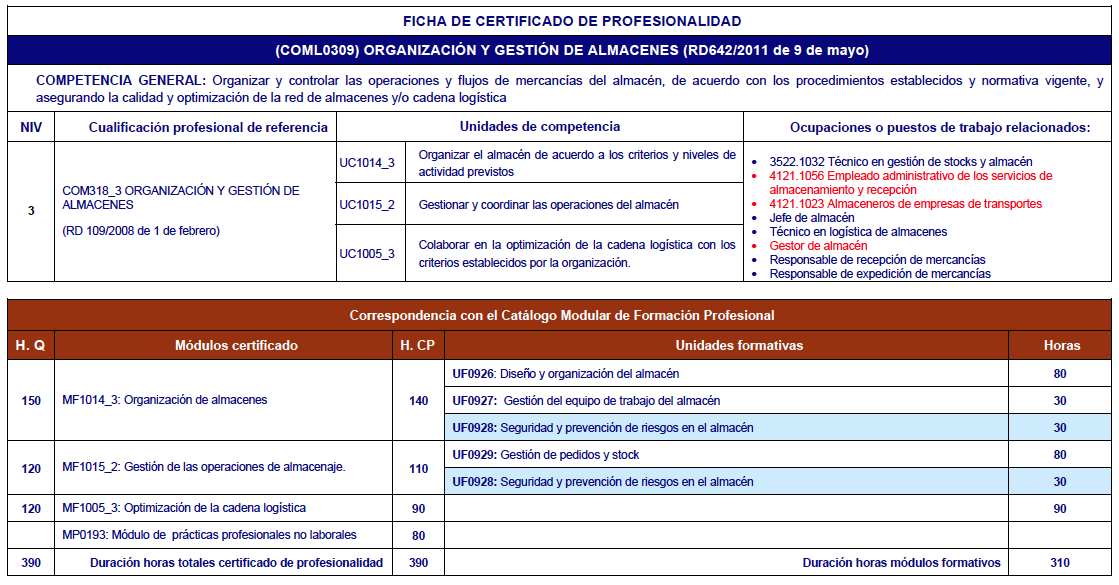 FICHA DE CERTIFICADO DE PROFESIONALIDAD
(COML0309) ORGANIZACIÓN Y GESTIÓN DE ALMACENES (RD642/2011 de 9 de mayo)
COMPETENCIA GENERAL: Organizar y controlar las operaciones y flujos de mercancías del almacén, de acuerdo con los procedimientos establecidos y normativa vigente, y
asegurando la calidad y optimización de la red de almacenes y/o cadena logística
NIV Cualificación profesional de referencia Unidades de competencia Ocupaciones o puestos de trabajo relacionados:
3
COM318_3 ORGANIZACIÓN Y GESTIÓN DE
ALMACENES
(RD 109/2008 de 1 de febrero)
UC1014_3 Organizar el almacén de acuerdo a los criterios y niveles de
actividad previstos
UC1015_2 Gestionar y coordinar las operaciones del almacén
UC1005_3 Colaborar en la optimización de la cadena logística con los
criterios establecidos por la organización.
• 3522.1032 Técnico en gestión de stocks y almacén
• 4121.1056 Empleado administrativo de los servicios de
almacenamiento y recepción
• 4121.1023 Almaceneros de empresas de transportes
• Jefe de almacén
• Técnico en logística de almacenes
• Gestor de almacén
• Responsable de recepción de mercancías
• Responsable de expedición de mercancías
Correspondencia con el Catálogo Modular de Formación Profesional
H. Q Módulos certificado H. CP Unidades formativas Horas
150 MF1014_3: Organización de almacenes 140
UF0926: Diseño y organización del almacén 80
UF0927: Gestión del equipo de trabajo del almacén 30
UF0928: Seguridad y prevención de riesgos en el almacén 30
120 MF1015_2: Gestión de las operaciones de almacenaje. 110
UF0929: Gestión de pedidos y stock 80
UF0928: Seguridad y prevención de riesgos en el almacén 30
120 MF1005_3: Optimización de la cadena logística 90 90
MP0193: Módulo de prácticas profesionales no laborales 80
390 Duración horas totales certificado de profesionalidad 390 Duración horas módulos formativos 310